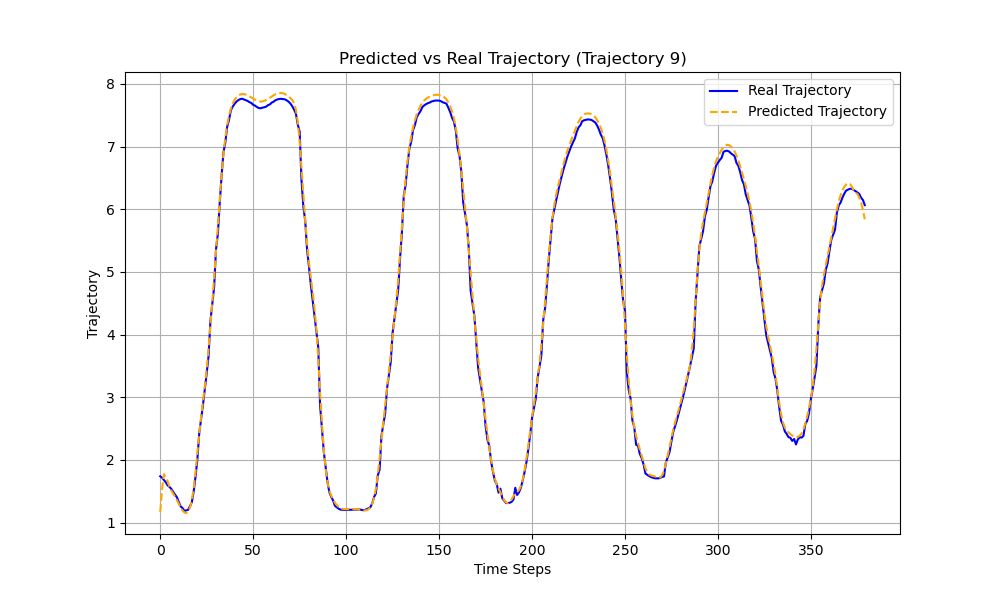 Predicted vs Real Trajectory (Trajectory 9)
Real Trajectory
Predicted Trajectory
8
7
6
5
4
3
2
1
Trajectory
0 50 100 150 200 250 300 350
Time Steps